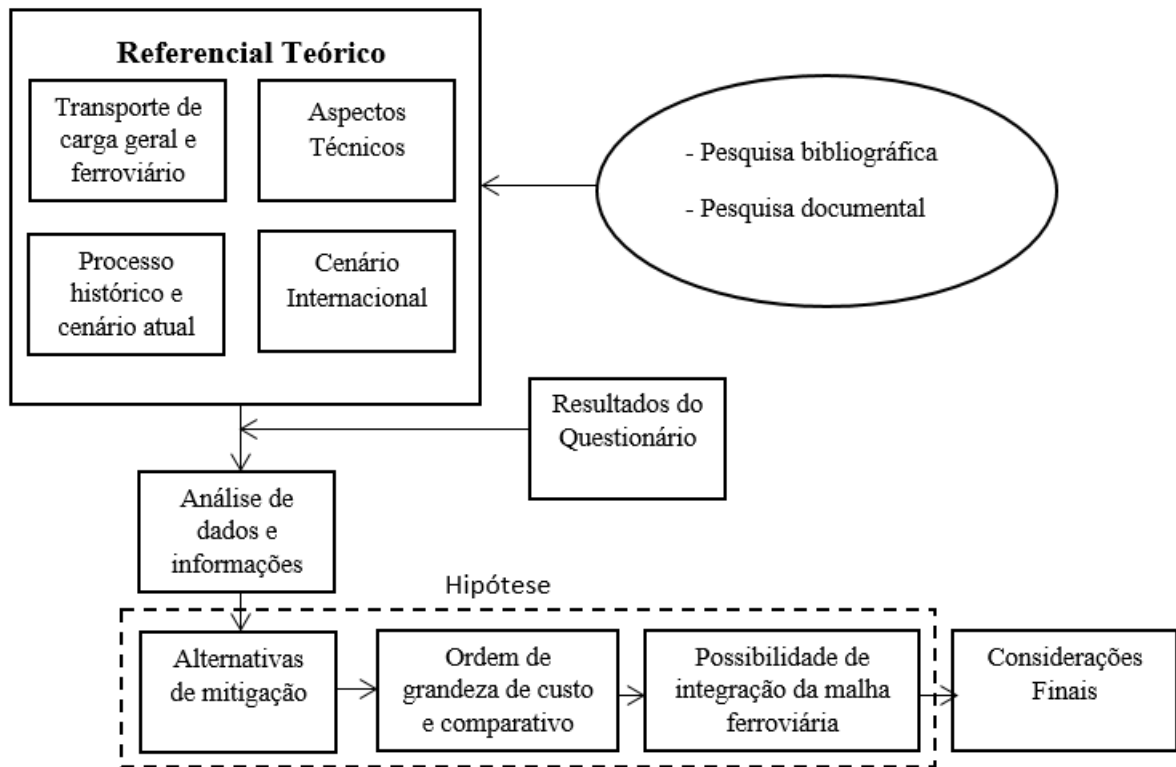 Referencial Teórico
Transporte de
carga geral e
ferroviário
Aspectos
Técnicos
Processo
histórico e
cenário atual
Cenário
Internacional
- Pesquisa bibliográfica
- Pesquisa documental
Resultados do
Questionário
Análise de
dados e
informações
Hipótese
Alternativas
de mitigação
Ordem de
grandeza de custo
e comparativo
Possibilidade de
integração da malha
ferroviária
Considerações
Finais